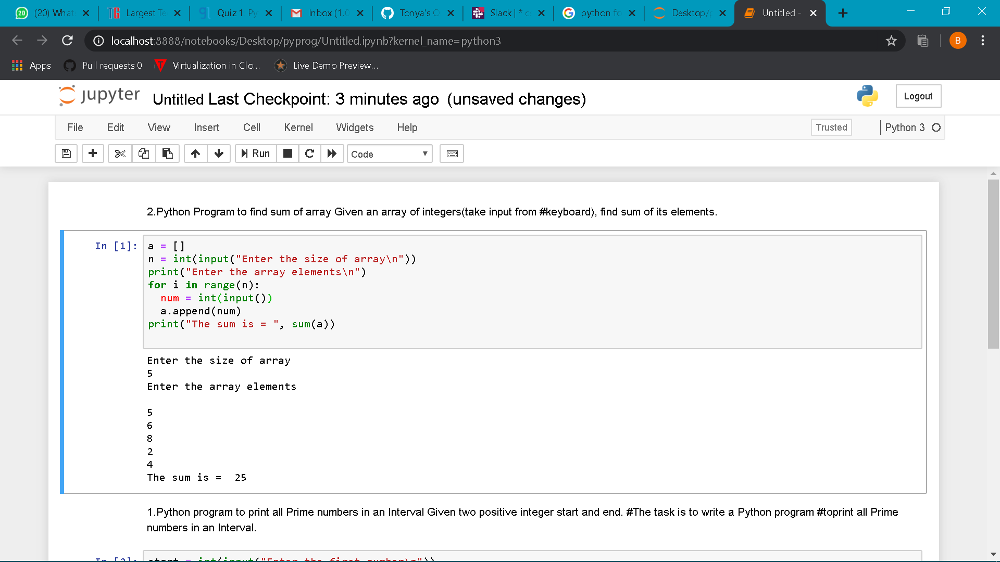 (20) What
Largest Te
Quiz 1: Py
Inbox (1,0
Tonya's O
Slack | * c
python fo
Desktop/
Untitled -
localhost:8888/notebooks/Desktop/pyprog/Untitled.ipynb?kernel_name=python3
B
Apps
Pull requests 0
Virtualization in Clo...
Live Demo Preview...
jupyter
Untitled Last Checkpoint: 3 minutes ago (unsaved changes)
Logout
File Edit View Insert Cell Kernel Widgets Help
Trusted
Python 3
Run
Code
2.Python Program to find sum of array Given an array of integers(take input from #keyboard), find sum of its elements.
In [1]:
a = []
n = int(input("Enter the size of array\n"))
print("Enter the array elements\n")
for i in range(n):
  num = int(input())
  a.append(num)
print("The sum is = ", sum(a))
Enter the size of array
5
Enter the array elements
5
6
8
2
4
The sum is =  25
1.Python program to print all Prime numbers in an Interval Given two positive integer start and end. #The task is to write a Python program #toprint all Prime
numbers in an Interval.
start = int(input("Enter the first number\n"))